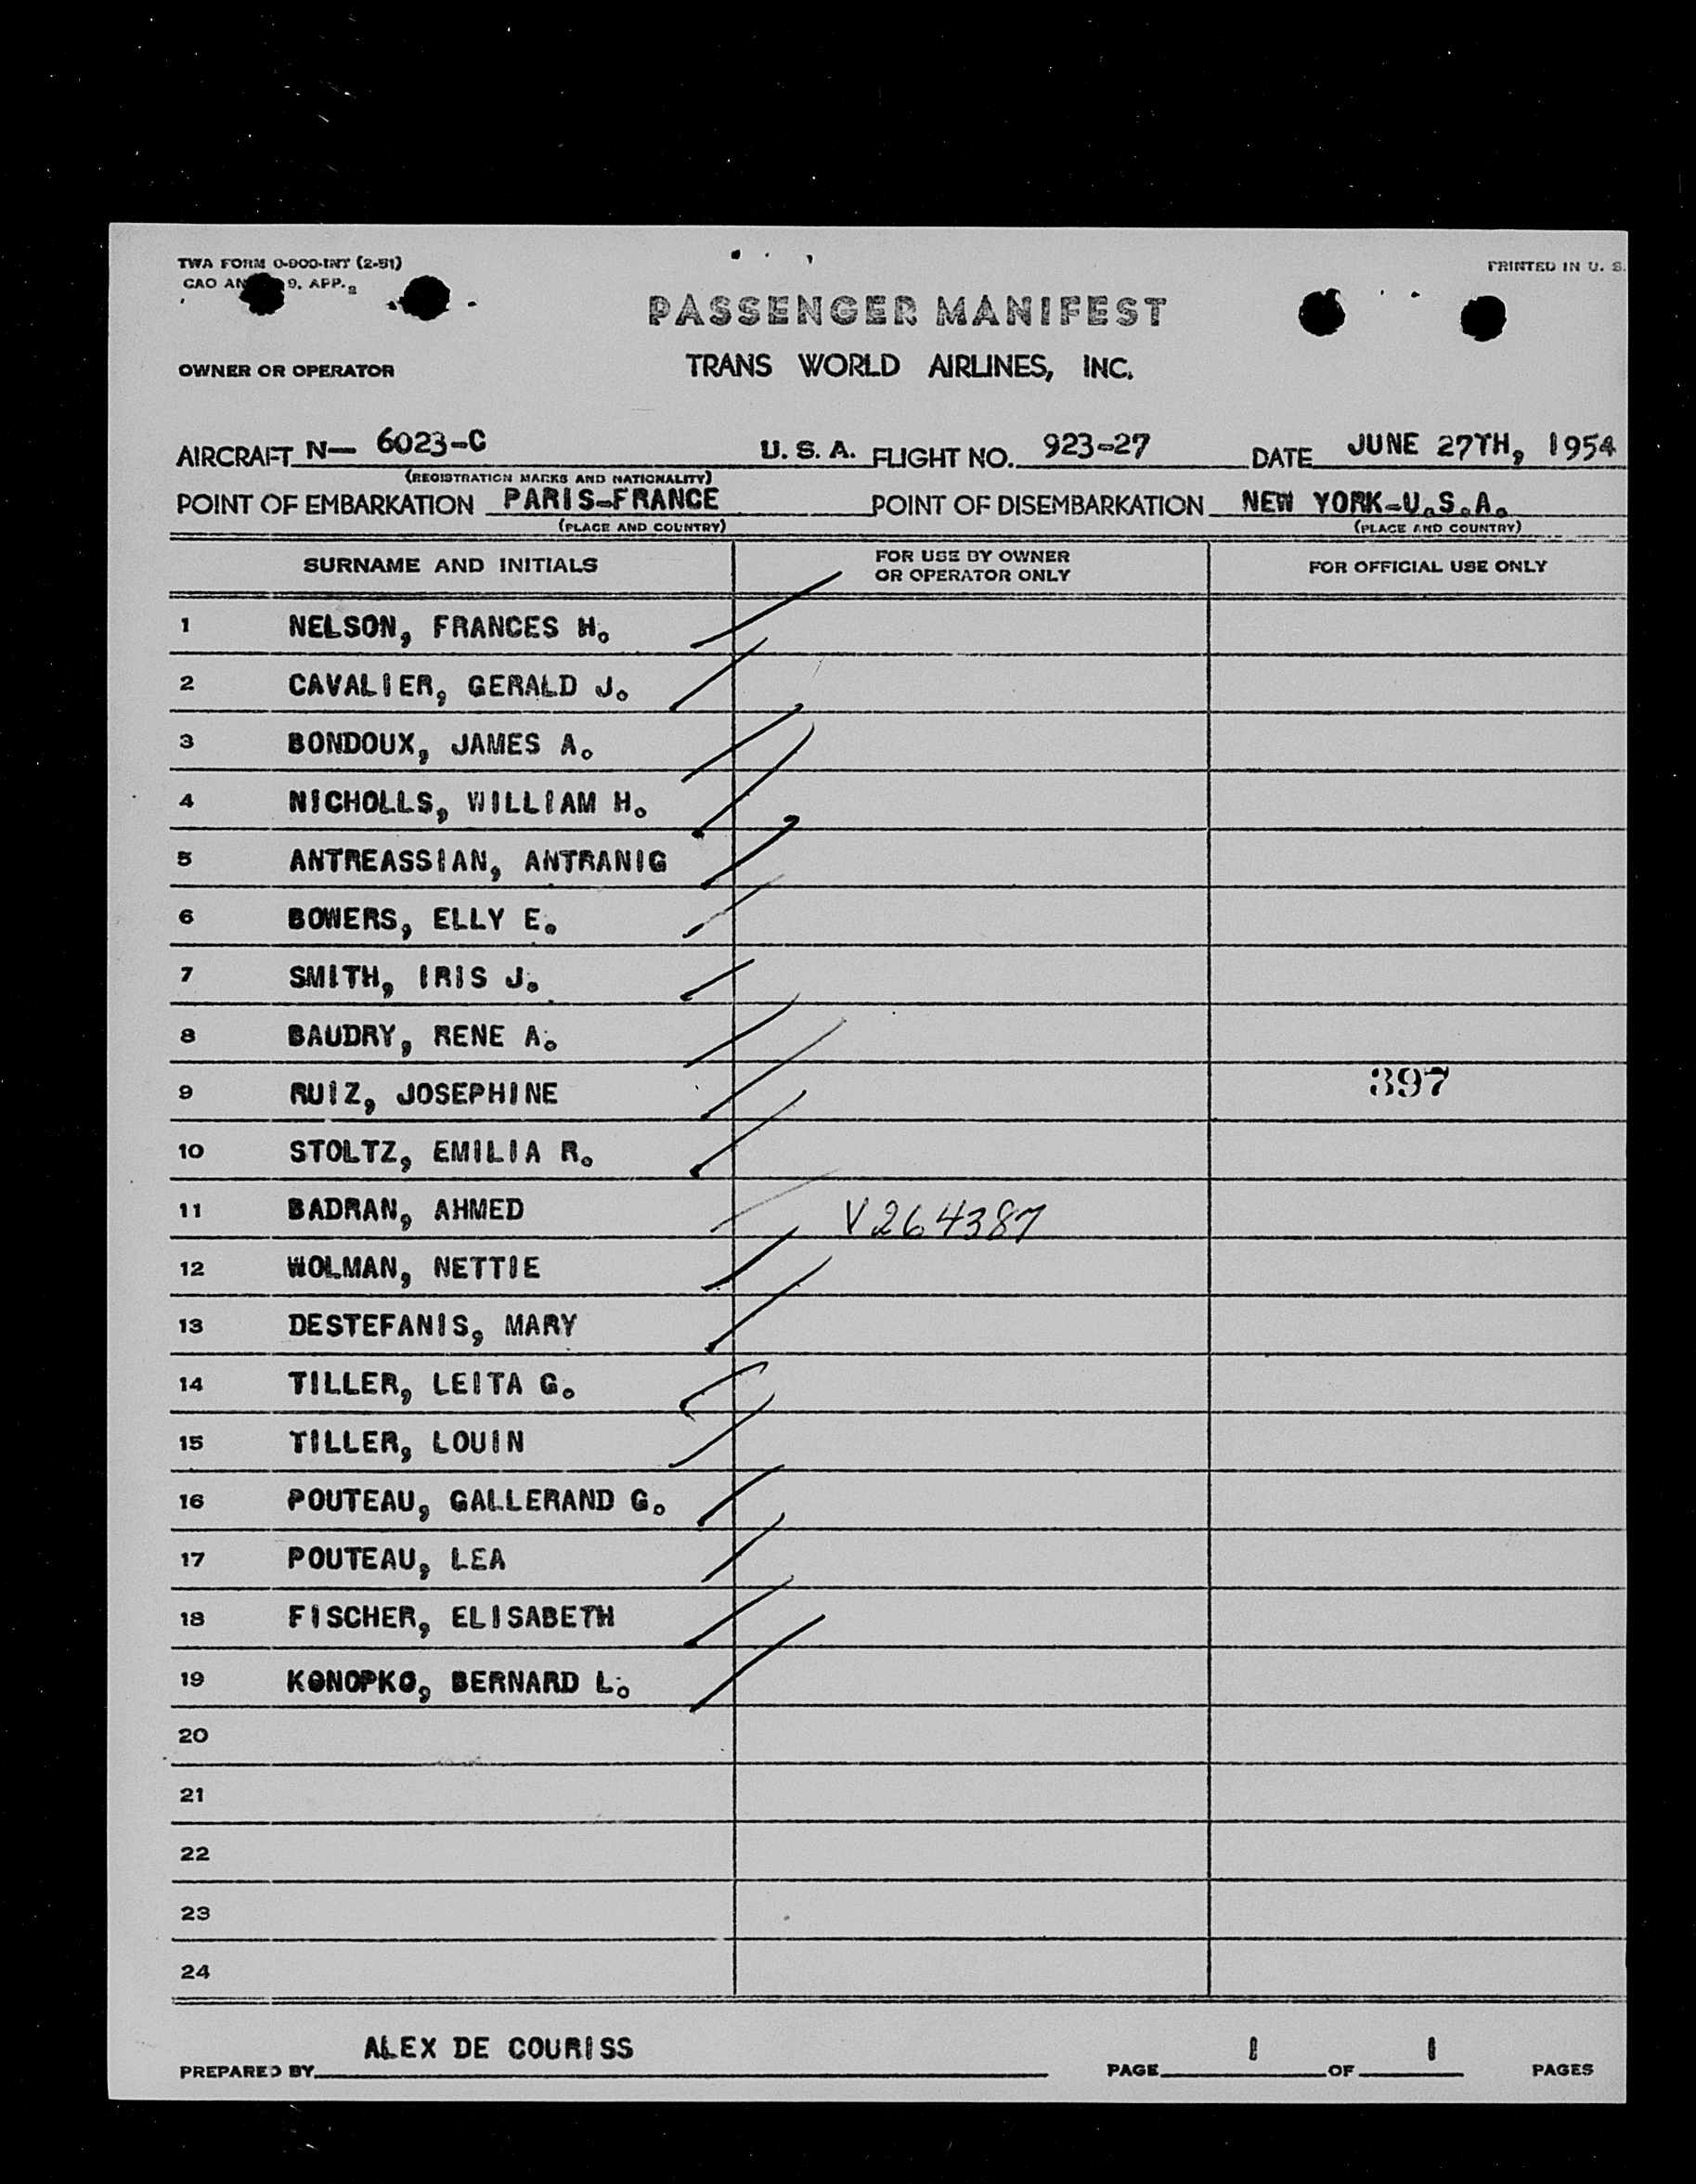 TWA FORM O-900-INT (2-51)
PRINTED IN U. S.
CAO AN 9, APP. 2
PASSENGER MANIFEST
OWNER OR OPERATOR TRANS WORLD AIRLINES, INC.
AIRCRAFT N— 6023-C U. S. A. FLIGHT NO. 923-27 DATE JUNE 27TH, 1954
(REGISTRATION MARKS AND NATIONALITY)
POINT OF EMBARKATION PARIS-FRANCE POINT OF DISEMBARKATION NEW YORK-U.S.A.
(PLACE AND COUNTRY) (PLACE AND COUNTRY)
SURNAME AND INITIALS FOR USE BY OWNER OR OPERATOR ONLY FOR OFFICIAL USE ONLY
1 NELSON, FRANCES H.
2 CAVALIER, GERALD J.
3 BONDOUX, JAMES A.
4 NICHOLLS, WILLIAM H.
5 ANTREASSIAN, ANTRANIG
6 BOWERS, ELLY E.
7 SMITH, IRIS J.
8 BAUDRY, RENE A.
9 RUIZ, JOSEPHINE 397
10 STOLTZ, EMILIA R.
11 BADRAN, AHMED V264387
12 WOLMAN, NETTIE
13 DESTEFANIS, MARY
14 TILLER, LEITA G.
15 TILLER, LOUIN
16 POUTEAU, GALLERAND G.
17 POUTEAU, LEA
18 FISCHER, ELISABETH
19 KONOPKO, BERNARD L.
20
21
22
23
24
PREPARED BY ALEX DE COURISS PAGE 1 OF 1 PAGES